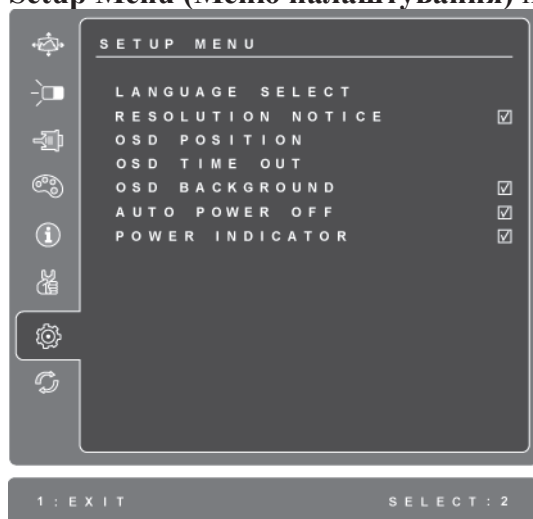 Setup Menu (Меню налаштування)
SETUP MENU
LANGUAGE SELECT
RESOLUTION NOTICE ☑
OSD POSITION
OSD TIME OUT
OSD BACKGROUND ☑
AUTO POWER OFF ☑
POWER INDICATOR ☑
1:EXIT SELECT:2